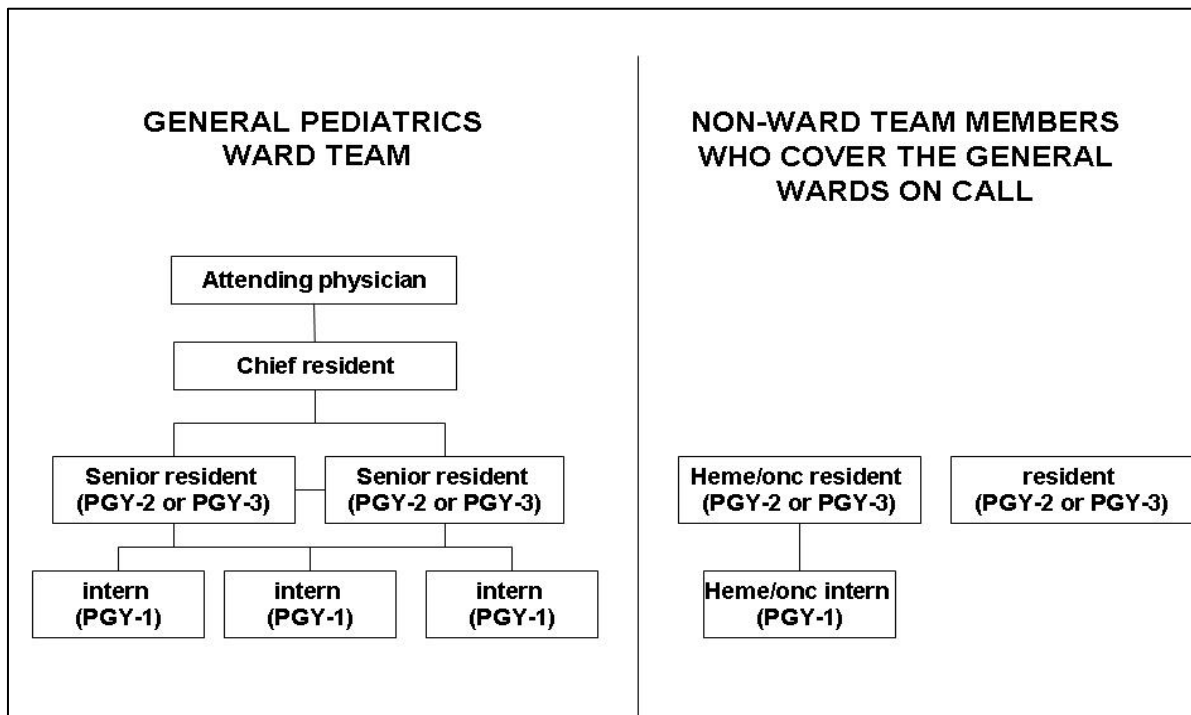 GENERAL PEDIATRICS
WARD TEAM
Attending physician
Chief resident
Senior resident
(PGY-2 or PGY-3)
Senior resident
(PGY-2 or PGY-3)
intern
(PGY-1)
intern
(PGY-1)
intern
(PGY-1)
NON-WARD TEAM MEMBERS
WHO COVER THE GENERAL
WARDS ON CALL
Heme/onc resident
(PGY-2 or PGY-3)
resident
(PGY-2 or PGY-3)
Heme/onc intern
(PGY-1)